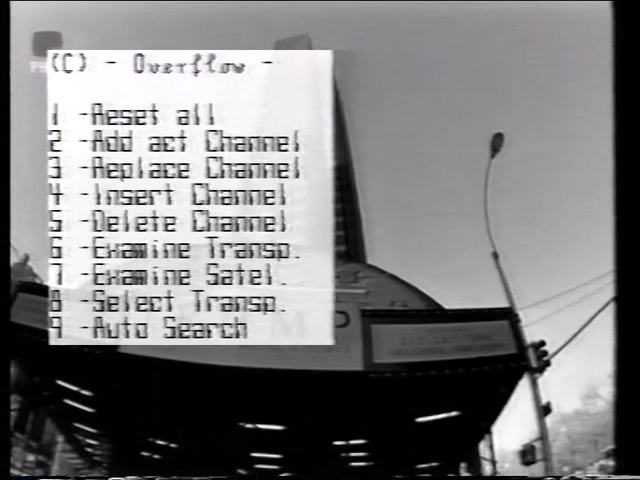 (C) - Overflow -
1 -Reset all
2 -Add act Channel
3 -Replace Channel
4 -Insert Channel
5 -Delete Channel
6 -Examine Transp.
7 -Examine Satel.
8 -Select Transp.
9 -Auto Search